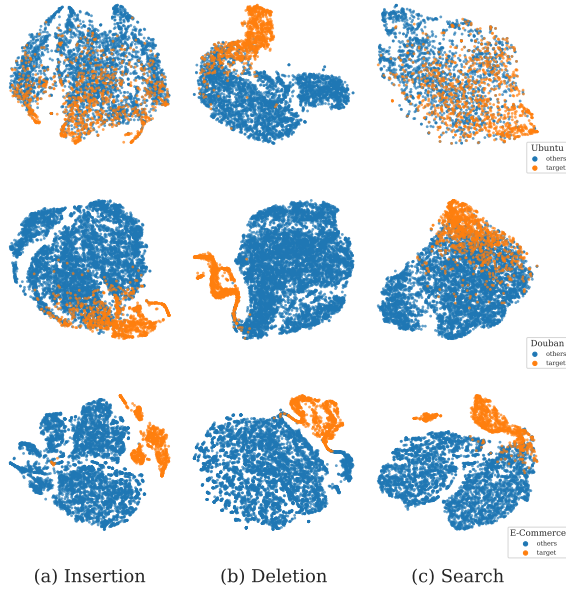 Ubuntu
others
target
Douban
others
target
E-Commerce
others
target
(a) Insertion
(b) Deletion
(c) Search